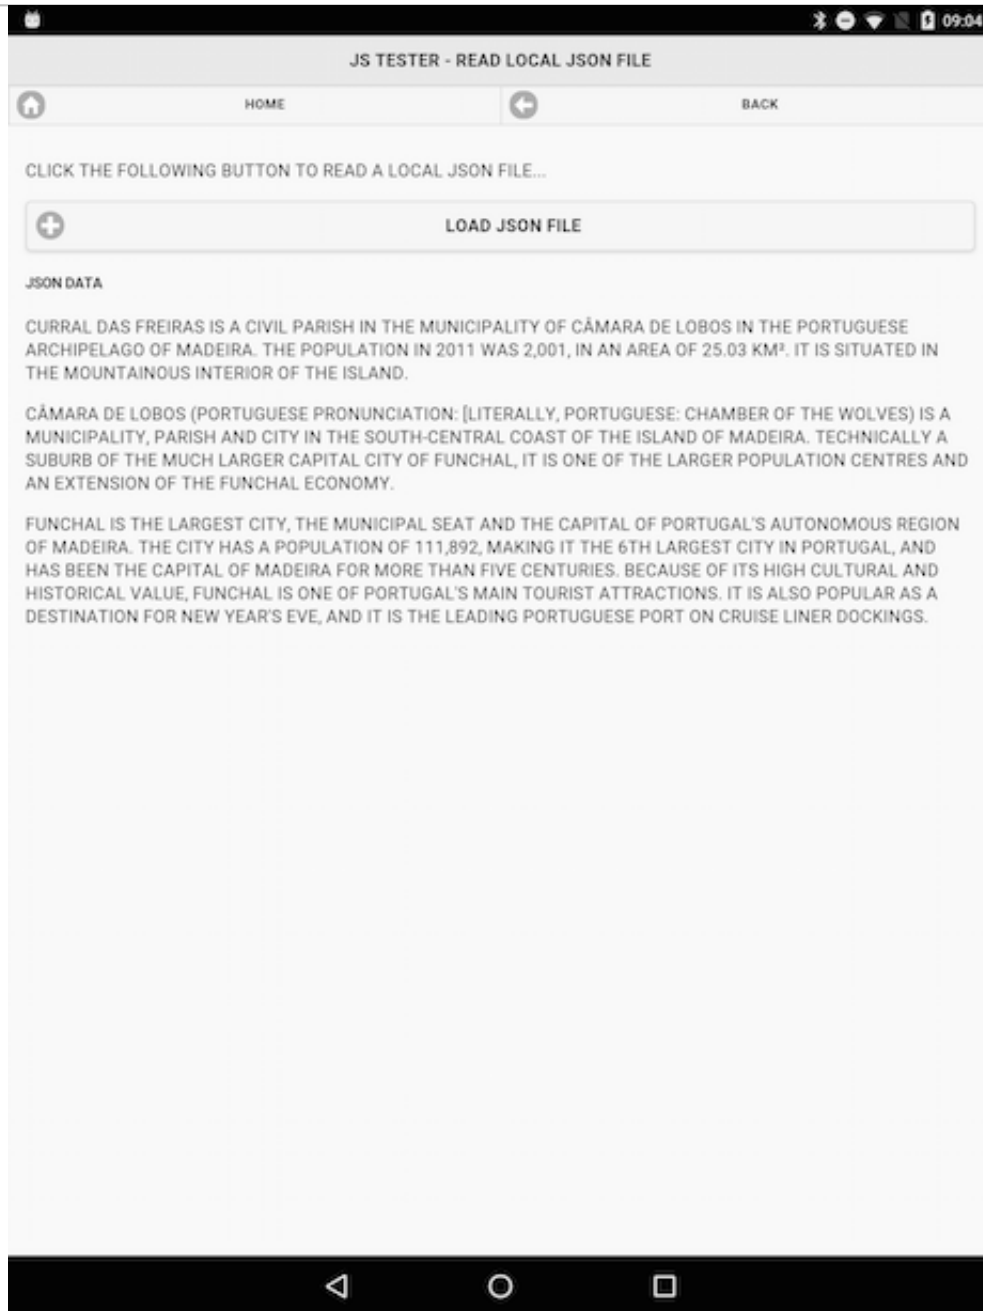 09:04
JS TESTER - READ LOCAL JSON FILE
HOME
BACK
CLICK THE FOLLOWING BUTTON TO READ A LOCAL JSON FILE...
LOAD JSON FILE
JSON DATA
CURRAL DAS FREIRAS IS A CIVIL PARISH IN THE MUNICIPALITY OF CÂMARA DE LOBOS IN THE PORTUGUESE
ARCHIPELAGO OF MADEIRA. THE POPULATION IN 2011 WAS 2,001, IN AN AREA OF 25.03 KM². IT IS SITUATED IN
THE MOUNTAINOUS INTERIOR OF THE ISLAND.
CÂMARA DE LOBOS (PORTUGUESE PRONUNCIATION: [LITERALLY, PORTUGUESE: CHAMBER OF THE WOLVES) IS A
MUNICIPALITY, PARISH AND CITY IN THE SOUTH-CENTRAL COAST OF THE ISLAND OF MADEIRA. TECHNICALLY A
SUBURB OF THE MUCH LARGER CAPITAL CITY OF FUNCHAL, IT IS ONE OF THE LARGER POPULATION CENTRES AND
AN EXTENSION OF THE FUNCHAL ECONOMY.
FUNCHAL IS THE LARGEST CITY, THE MUNICIPAL SEAT AND THE CAPITAL OF PORTUGAL'S AUTONOMOUS REGION
OF MADEIRA. THE CITY HAS A POPULATION OF 111,892, MAKING IT THE 6TH LARGEST CITY IN PORTUGAL, AND
HAS BEEN THE CAPITAL OF MADEIRA FOR MORE THAN FIVE CENTURIES. BECAUSE OF ITS HIGH CULTURAL AND
HISTORICAL VALUE, FUNCHAL IS ONE OF PORTUGAL'S MAIN TOURIST ATTRACTIONS. IT IS ALSO POPULAR AS A
DESTINATION FOR NEW YEAR'S EVE, AND IT IS THE LEADING PORTUGUESE PORT ON CRUISE LINER DOCKINGS.